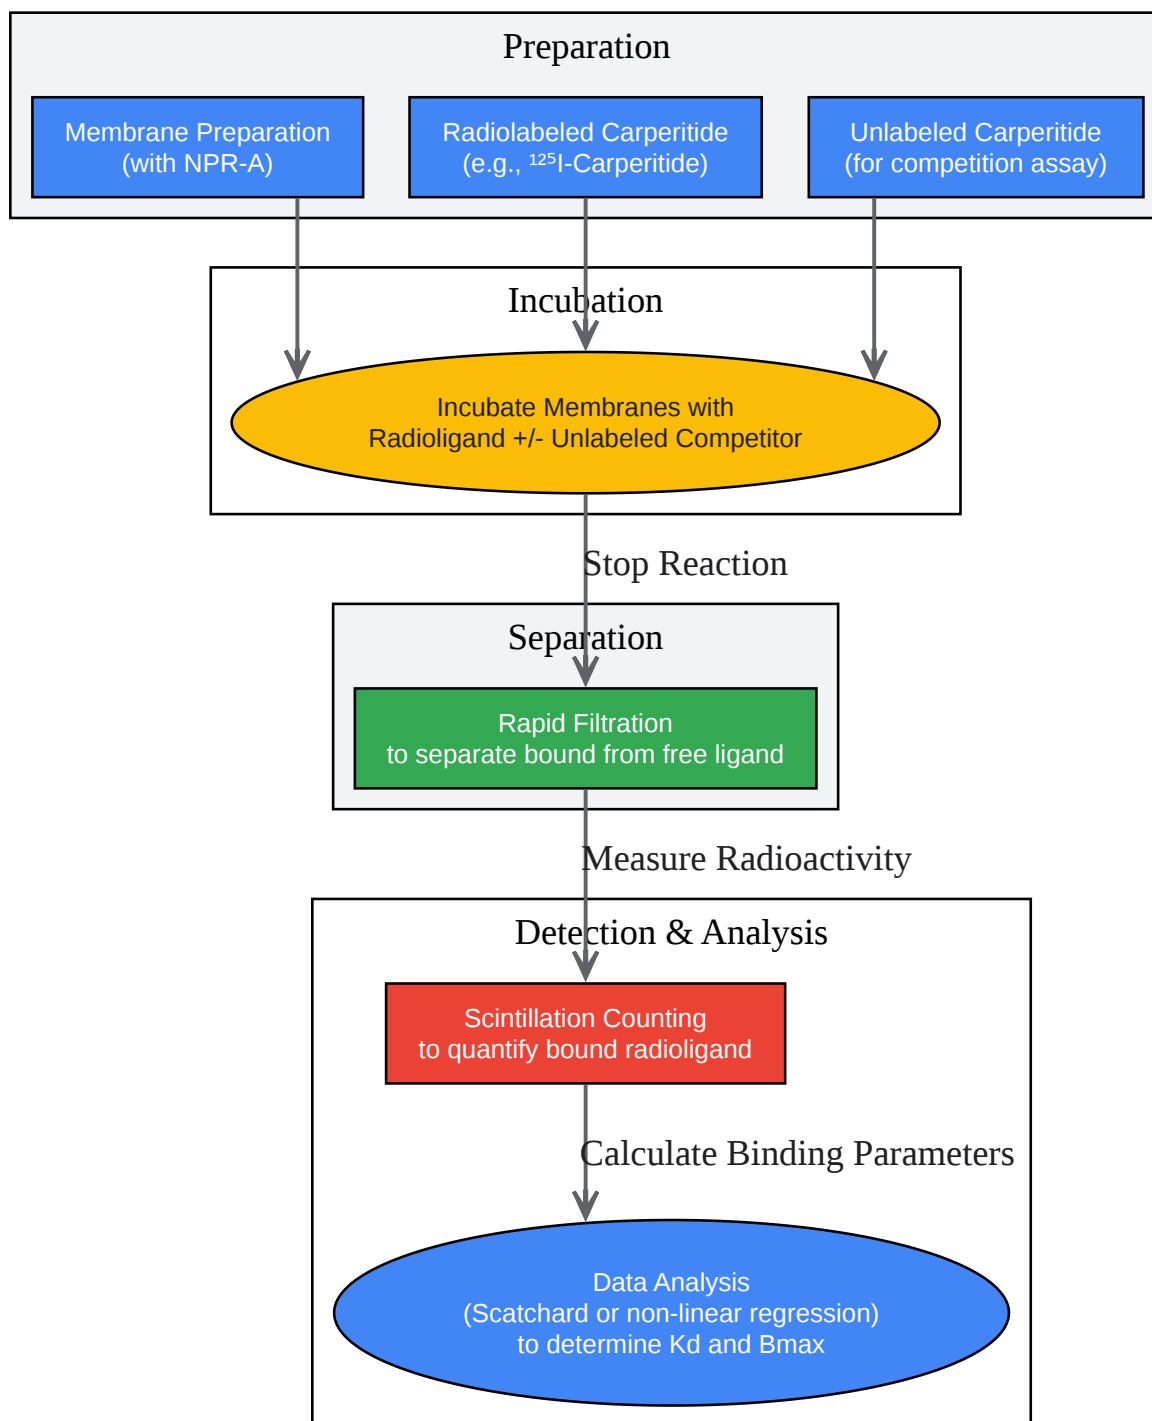 Preparation
Membrane Preparation
(with NPR-A)
Radiolabeled Carperitide
(e.g., ¹²⁵I-Carperitide)
Unlabeled Carperitide
(for competition assay)
Incubation
Incubate Membranes with
Radioligand +/- Unlabeled Competitor
Stop Reaction
Separation
Rapid Filtration
to separate bound from free ligand
Measure Radioactivity
Detection & Analysis
Scintillation Counting
to quantify bound radioligand
Calculate Binding Parameters
Data Analysis
(Scatchard or non-linear regression)
to determine Kd and Bmax